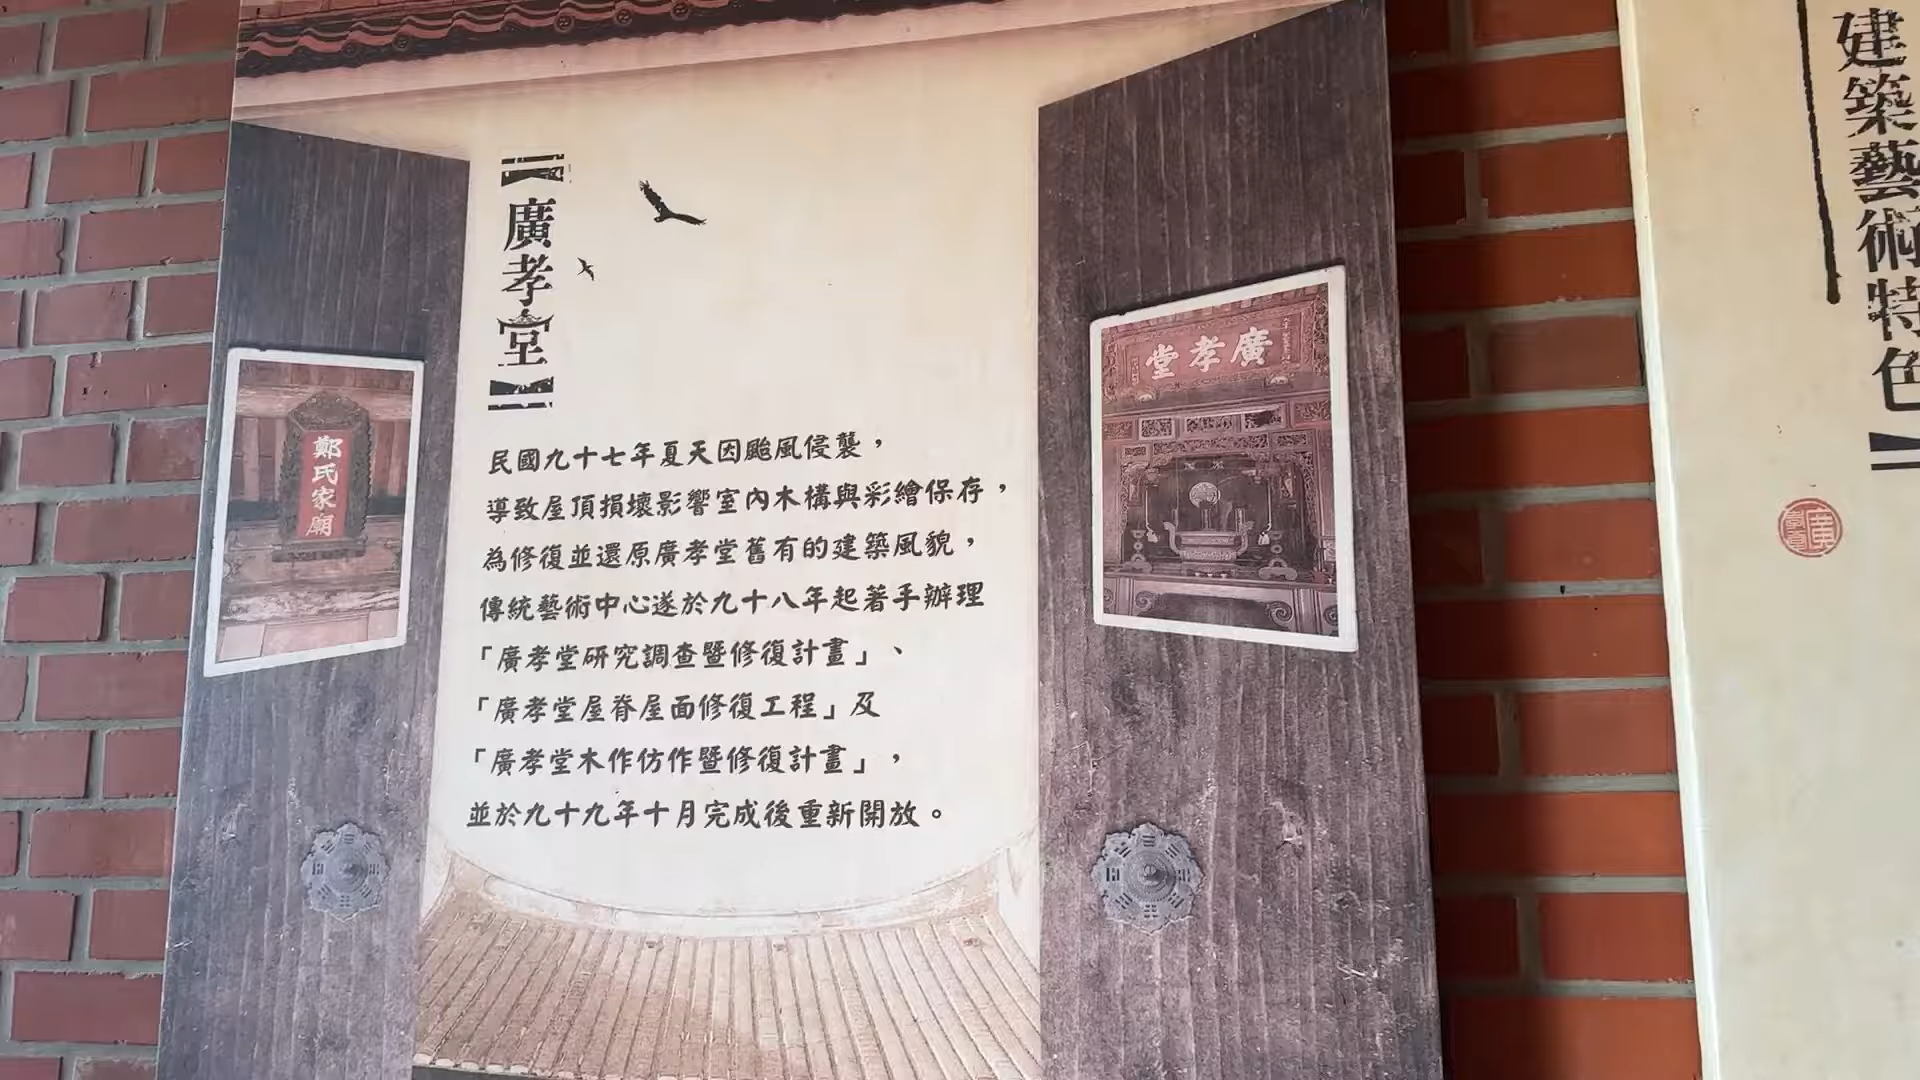 廣孝堂
民國九十七年夏天因颱風侵襲，
導致屋頂損壞影響室內木構與彩繪保存，
為修復並還原廣孝堂舊有的建築風貌，
傳統藝術中心遂於九十八年起著手辦理
「廣孝堂研究調查暨修復計畫」、
「廣孝堂屋脊屋面修復工程」及
「廣孝堂木作仿作暨修復計畫」，
並於九十九年十月完成後重新開放。
鄭氏家廟
堂孝廣
建築藝術特色